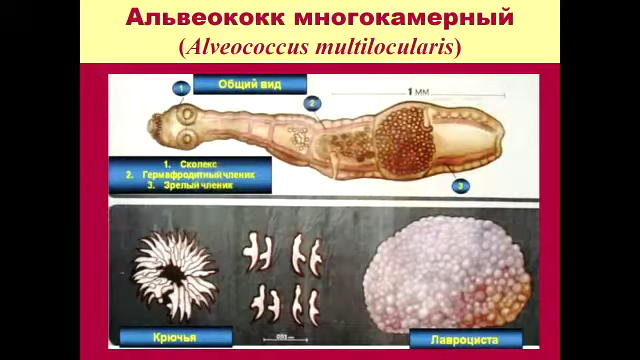 Альвеококк многокамерный
(Alveococcus multilocularis)
1
Общий вид
2
1 мм
1. Сколекс
2. Гермафродитный членик
3. Зрелый членик
3
Крючья
Лавроциста